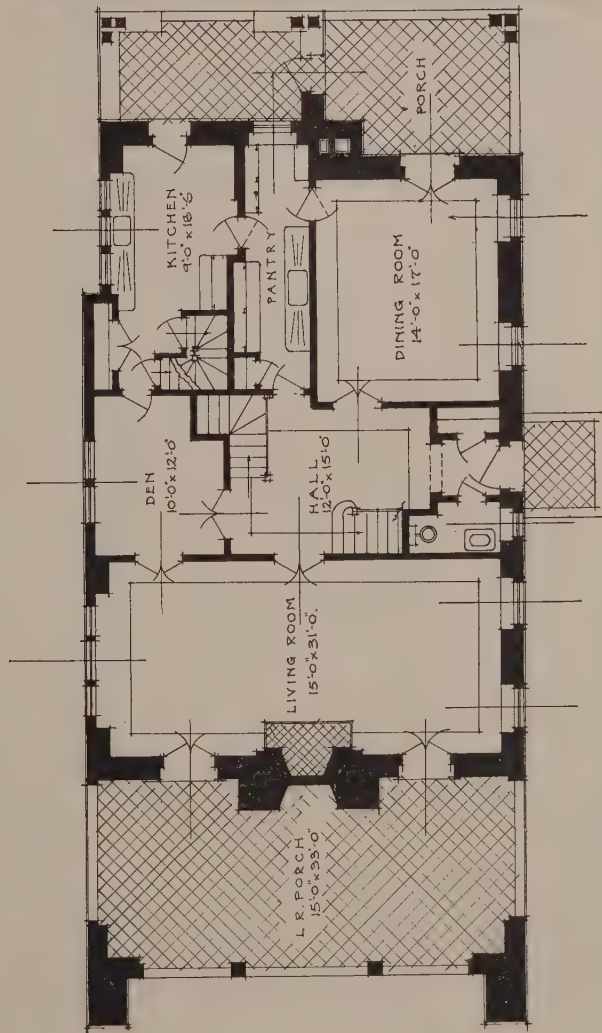 KITCHEN
9'-0" x 18'-6"
PORCH
PANTRY
DINING ROOM
14'-0" x 17'-0"
DEN
10'-0" x 12'-0"
HALL
12'-0" x 15'-0"
LIVING ROOM
15'-0" x 31'-0".
L. R. PORCH
15'-0" x 33'-0"